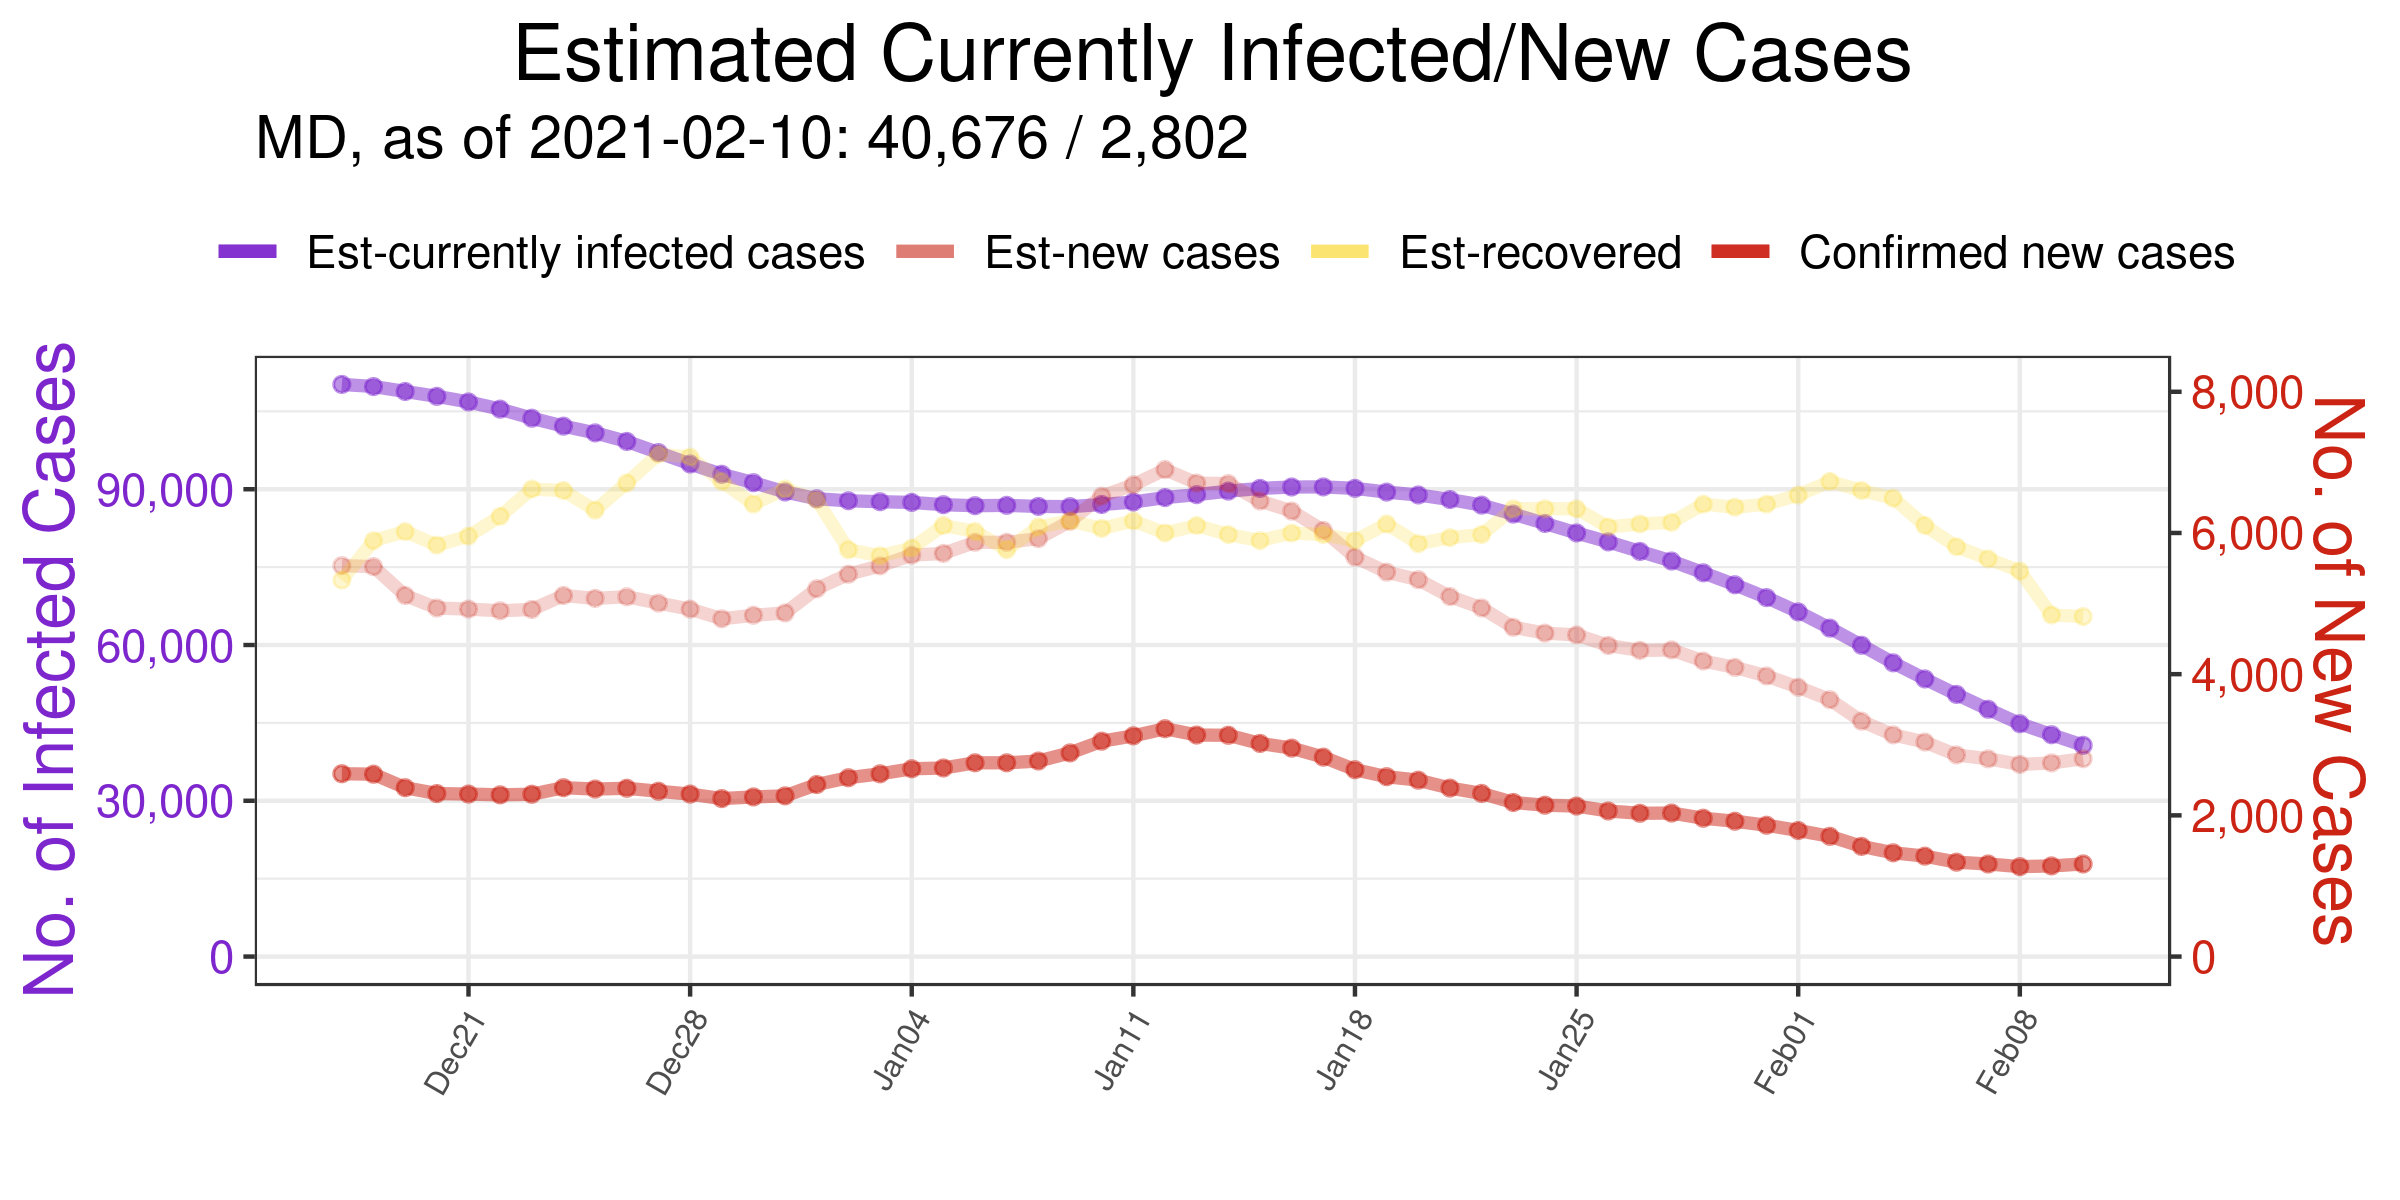 Estimated Currently Infected/New Cases
MD, as of 2021-02-10: 40,676 / 2,802
Est-currently infected cases Est-new cases Est-recovered Confirmed new cases
No. of Infected Cases
90,000
60,000
30,000
0
8,000
6,000
4,000
2,000
0
No. of New Cases
Dec21 Dec28 Jan04 Jan11 Jan18 Jan25 Feb01 Feb08